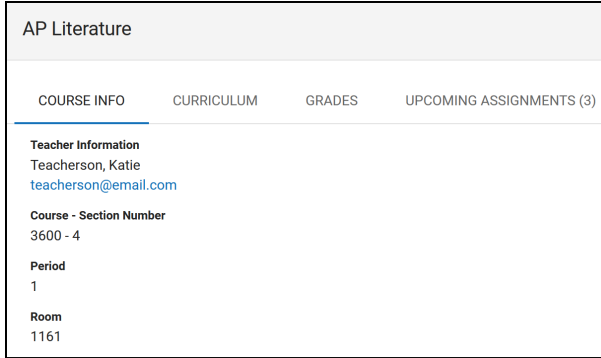 AP Literature
COURSE INFO CURRICULUM GRADES UPCOMING ASSIGNMENTS (3)
Teacher Information
Teacherson, Katie
teacherson@email.com
Course - Section Number
3600 - 4
Period
1
Room
1161